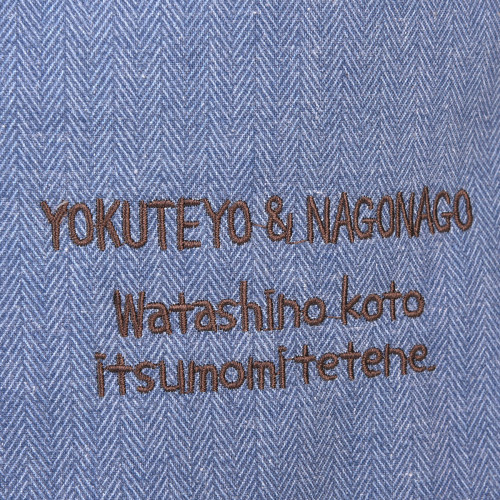 YOKUTEYO & NAGONAGO
Watashino koto
itsumomitetene